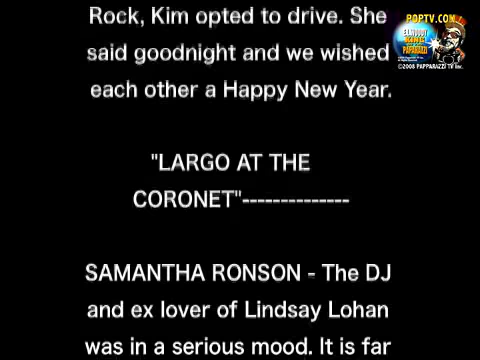 Rock, Kim opted to drive. She
said goodnight and we wished
each other a Happy New Year.
"LARGO AT THE
CORONET"--------------
SAMANTHA RONSON - The DJ
and ex lover of Lindsay Lohan
was in a serious mood. It is far
POPTV.COM
KING
PAPARAZZI
©2008 PAPPARAZZI TV Inc.